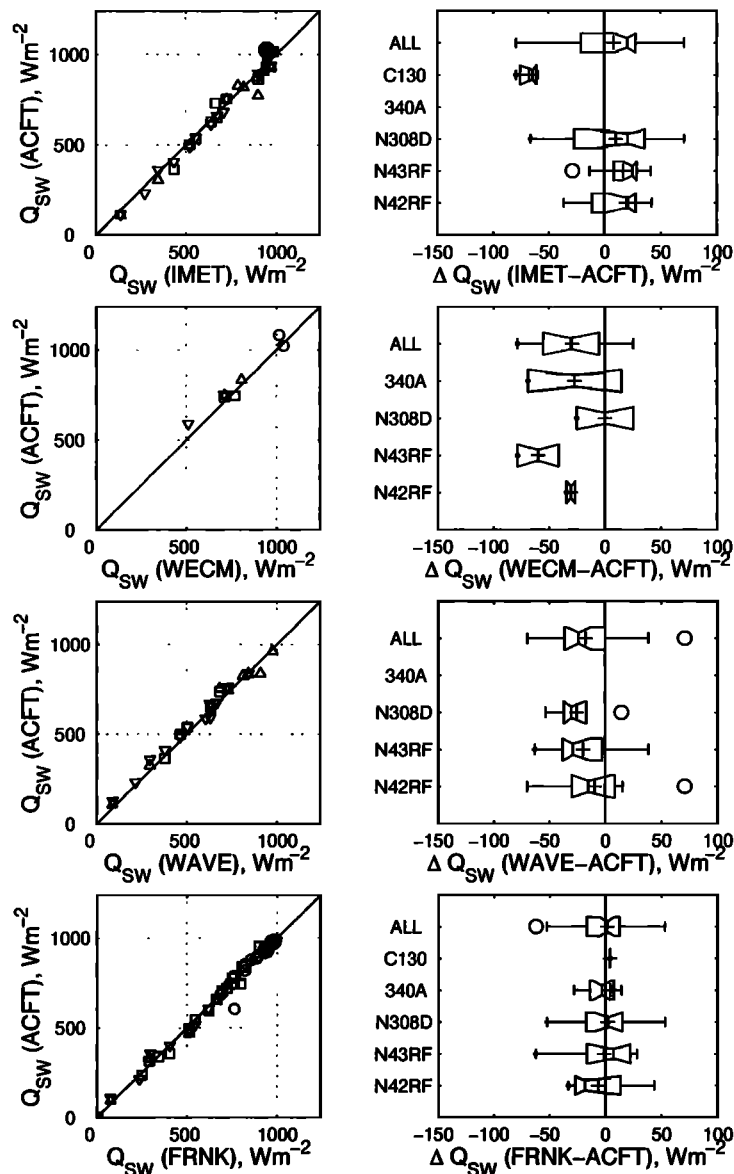 1000
500
0
Q_SW (ACFT), Wm^−2
0 500 1000
Q_SW (IMET), Wm^−2
ALL
C130
340A
N308D
N43RF
N42RF
−150 −100 −50 0 50 100
Δ Q_SW (IMET−ACFT), Wm^−2
1000
500
0
Q_SW (ACFT), Wm^−2
0 500 1000
Q_SW (WECM), Wm^−2
ALL
340A
N308D
N43RF
N42RF
−150 −100 −50 0 50 100
Δ Q_SW (WECM−ACFT), Wm^−2
1000
500
0
Q_SW (ACFT), Wm^−2
0 500 1000
Q_SW (WAVE), Wm^−2
ALL
340A
N308D
N43RF
N42RF
−150 −100 −50 0 50 100
Δ Q_SW (WAVE−ACFT), Wm^−2
1000
500
0
Q_SW (ACFT), Wm^−2
0 500 1000
Q_SW (FRNK), Wm^−2
ALL
C130
340A
N308D
N43RF
N42RF
−150 −100 −50 0 50 100
Δ Q_SW (FRNK−ACFT), Wm^−2